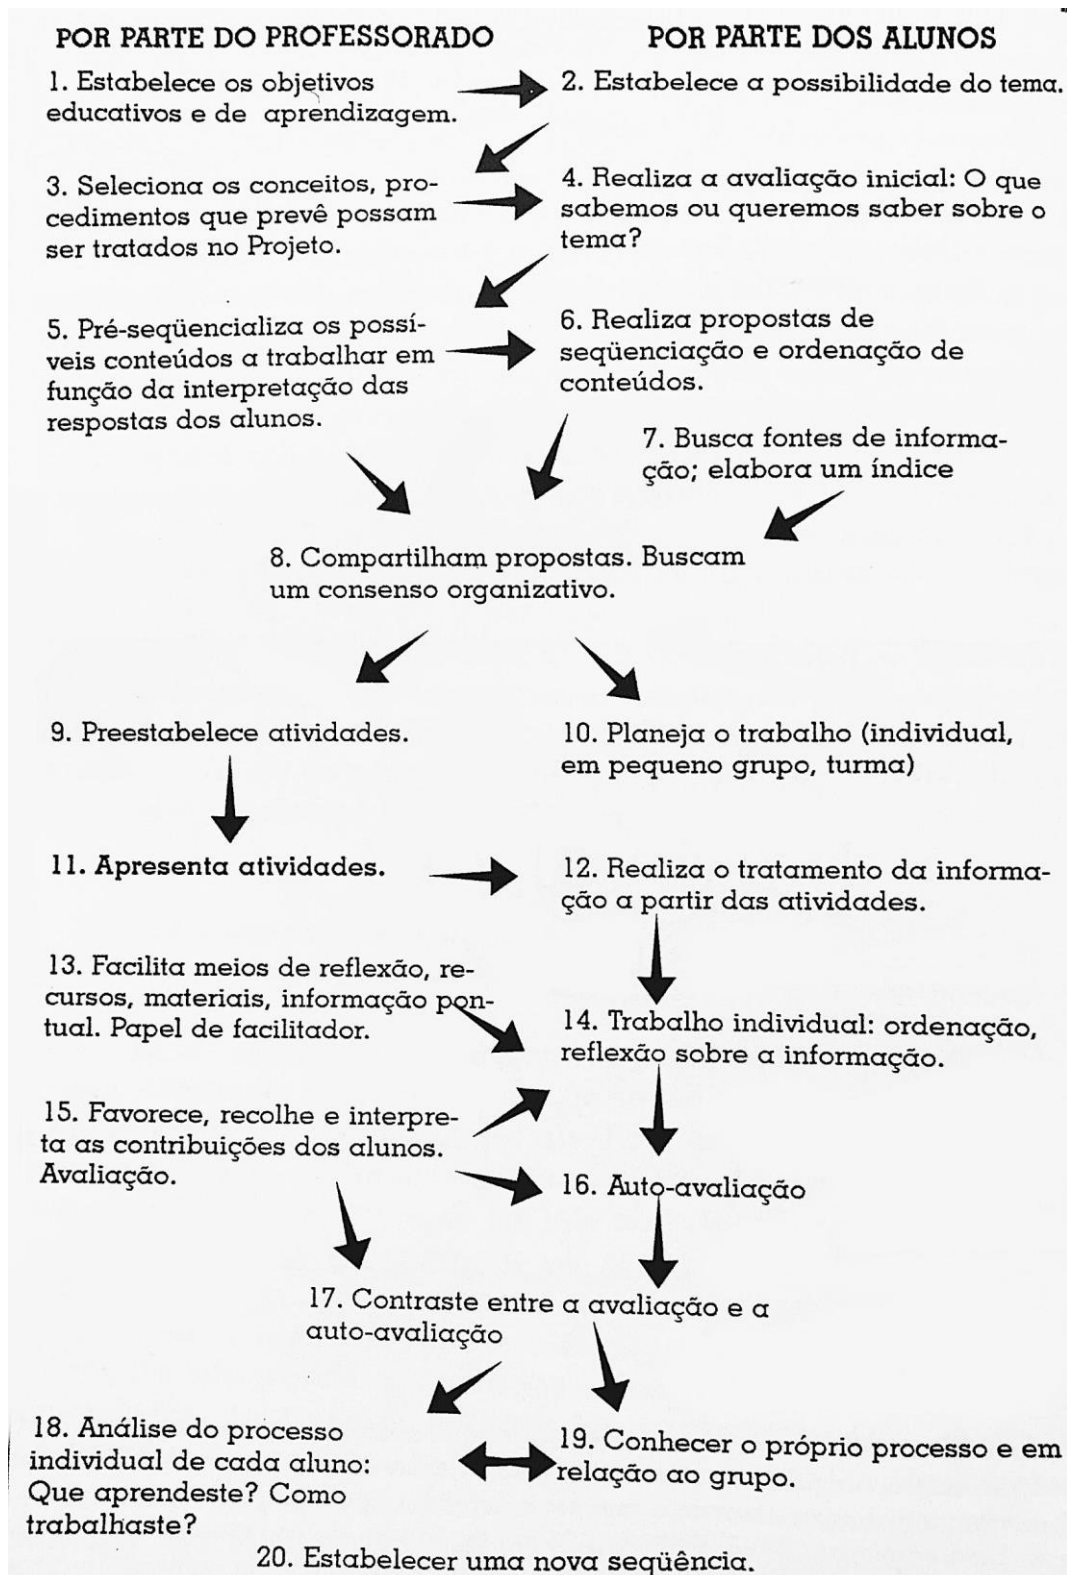 POR PARTE DO PROFESSORADO
POR PARTE DOS ALUNOS
1. Estabelece os objetivos
educativos e de aprendizagem.
2. Estabelece a possibilidade do tema.
3. Seleciona os conceitos, pro-
cedimentos que prevê possam
ser tratados no Projeto.
4. Realiza a avaliação inicial: O que
sabemos ou queremos saber sobre o
tema?
5. Pré-seqüencializa os possí-
veis conteúdos a trabalhar em
função da interpretação das
respostas dos alunos.
6. Realiza propostas de
seqüenciação e ordenação de
conteúdos.
7. Busca fontes de informa-
ção; elabora um índice
8. Compartilham propostas. Buscam
um consenso organizativo.
9. Preestabelece atividades.
10. Planeja o trabalho (individual,
em pequeno grupo, turma)
11. Apresenta atividades.
12. Realiza o tratamento da informa-
ção a partir das atividades.
13. Facilita meios de reflexão, re-
cursos, materiais, informação pon-
tual. Papel de facilitador.
14. Trabalho individual: ordenação,
reflexão sobre a informação.
15. Favorece, recolhe e interpre-
ta as contribuições dos alunos.
Avaliação.
16. Auto-avaliação
17. Contraste entre a avaliação e a
auto-avaliação
18. Análise do processo
individual de cada aluno:
Que aprendeste? Como
trabalhaste?
19. Conhecer o próprio processo e em
relação ao grupo.
20. Estabelecer uma nova seqüência.